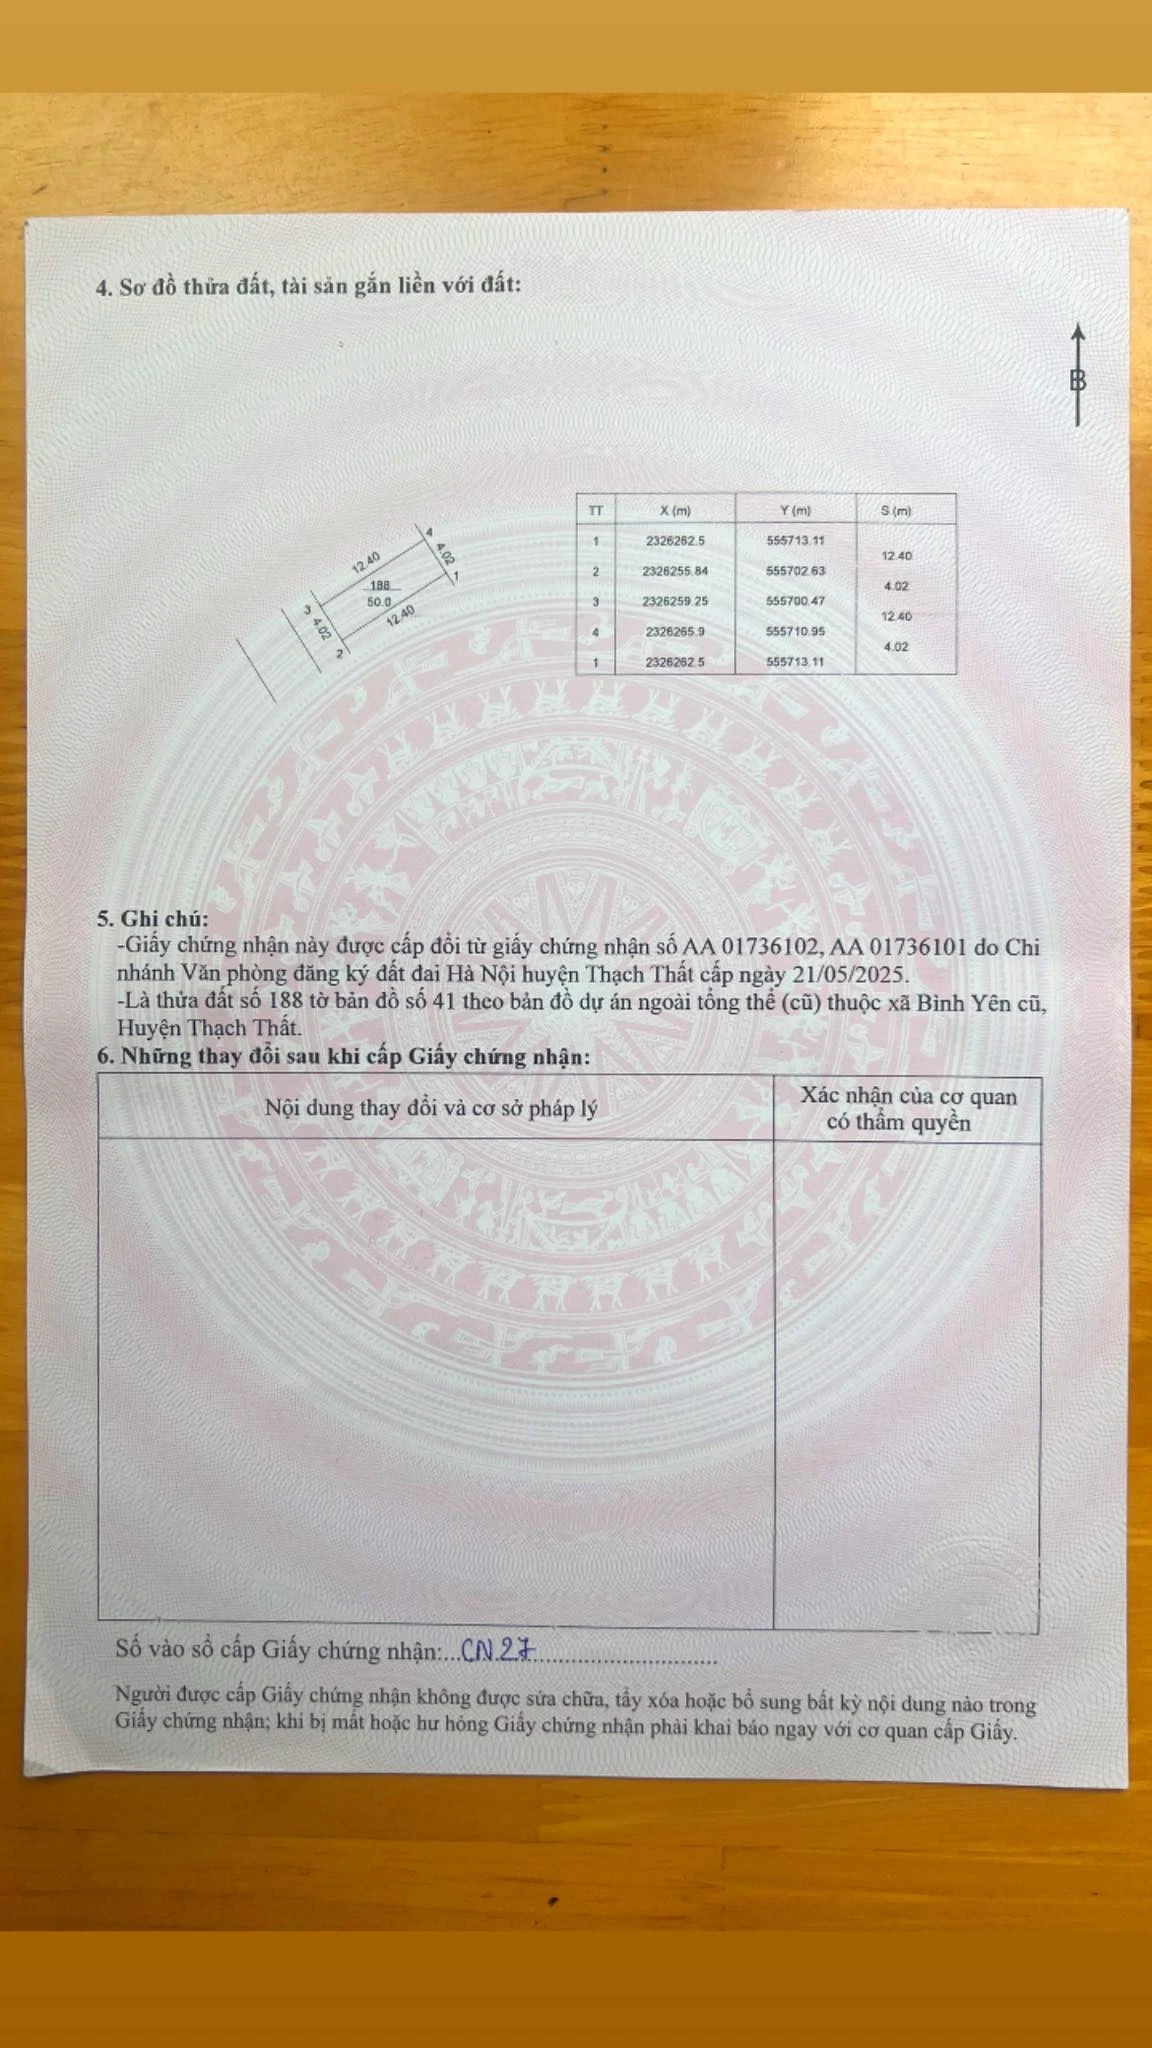 4. Sơ đồ thửa đất, tài sản gắn liền với đất:
B
4
12.40
4.02
188
1
50.0
3
12.40
4.02
2
TT X (m) Y (m) S (m)
1 2326262.5 555713.11
12.40
2 2326255.84 555702.63
4.02
3 2326259.25 555700.47
12.40
4 2326265.9 555710.95
4.02
1 2326262.5 555713.11
5. Ghi chú:
-Giấy chứng nhận này được cấp đổi từ giấy chứng nhận số AA 01736102, AA 01736101 do Chi
nhánh Văn phòng đăng ký đất đai Hà Nội huyện Thạch Thất cấp ngày 21/05/2025.
-Là thửa đất số 188 tờ bản đồ số 41 theo bản đồ dự án ngoài tổng thể (cũ) thuộc xã Bình Yên cũ,
Huyện Thạch Thất.
6. Những thay đổi sau khi cấp Giấy chứng nhận:
Nội dung thay đổi và cơ sở pháp lý
Xác nhận của cơ quan
có thẩm quyền
Số vào sổ cấp Giấy chứng nhận:...CN.27..............................
Người được cấp Giấy chứng nhận không được sửa chữa, tẩy xóa hoặc bổ sung bất kỳ nội dung nào trong
Giấy chứng nhận; khi bị mất hoặc hư hỏng Giấy chứng nhận phải khai báo ngay với cơ quan cấp Giấy.